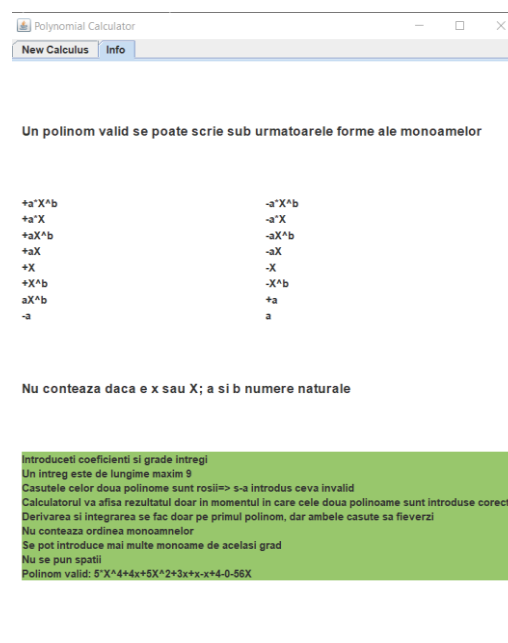 Polynomial Calculator
New Calculus Info
Un polinom valid se poate scrie sub urmatoarele forme ale monoamelor
+a*X^b -a*X^b
+a*X -a*X
+aX^b -aX^b
+aX -aX
+X -X
+X^b -X^b
aX^b +a
-a a
Nu conteaza daca e x sau X; a si b numere naturale
Introduceti coeficienti si grade intregi
Un intreg este de lungime maxim 9
Casutele celor doua polinome sunt rosii=> s-a introdus ceva invalid
Calculatorul va afisa rezultatul doar in momentul in care cele doua polinoame sunt introduse corect
Derivarea si integrarea se fac doar pe primul polinom, dar ambele casute sa fieverzi
Nu conteaza ordinea monoamnelor
Se pot introduce mai multe monoame de acelasi grad
Nu se pun spatii
Polinom valid: 5*X^4+4x+5X^2+3x+x-x+4-0-56X